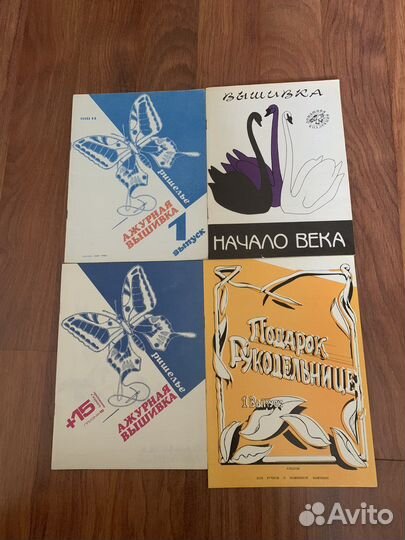 ришелье
АЖУРНАЯ
ВЫШИВКА
1
выпуск
ВЫШИВКА
НАЧАЛО ВЕКА
+15
ришелье
АЖУРНАЯ
ВЫШИВКА
ПОДАРОК
РУКОДЕЛЬНИЦЕ
1 Выпуск
Avito